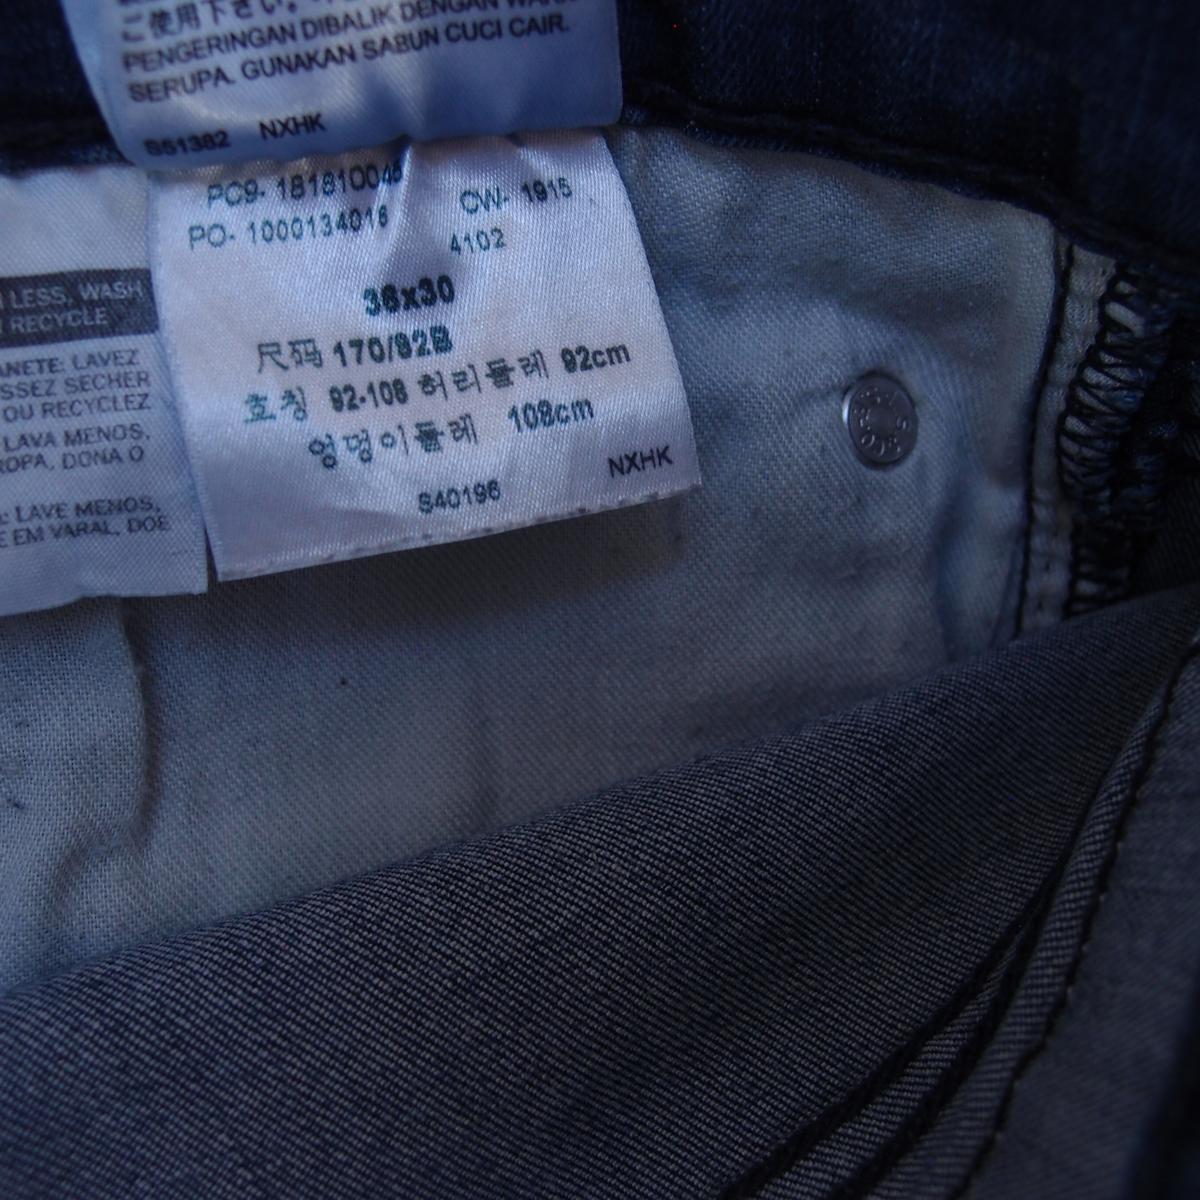 ご使用下さい。
PENGERINGAN DIBALIK DENGAN WARNA
SERUPA. GUNAKAN SABUN CUCI CAIR.
S51382 NXHK
PC9- 18181004
PO- 1000134016
CW- 1915
4102
36x30
尺码 170/92B
호칭 92-108 허리둘레 92cm
엉덩이둘레 108cm
NXHK
S40196
LESS, WASH
RECYCLE
ANETE: LAVEZ
SSEZ SECHER
OU RECYCLEZ
LAVA MENOS,
ROPA, DONA O
LAVE MENOS,
E EM VARAL, DOE